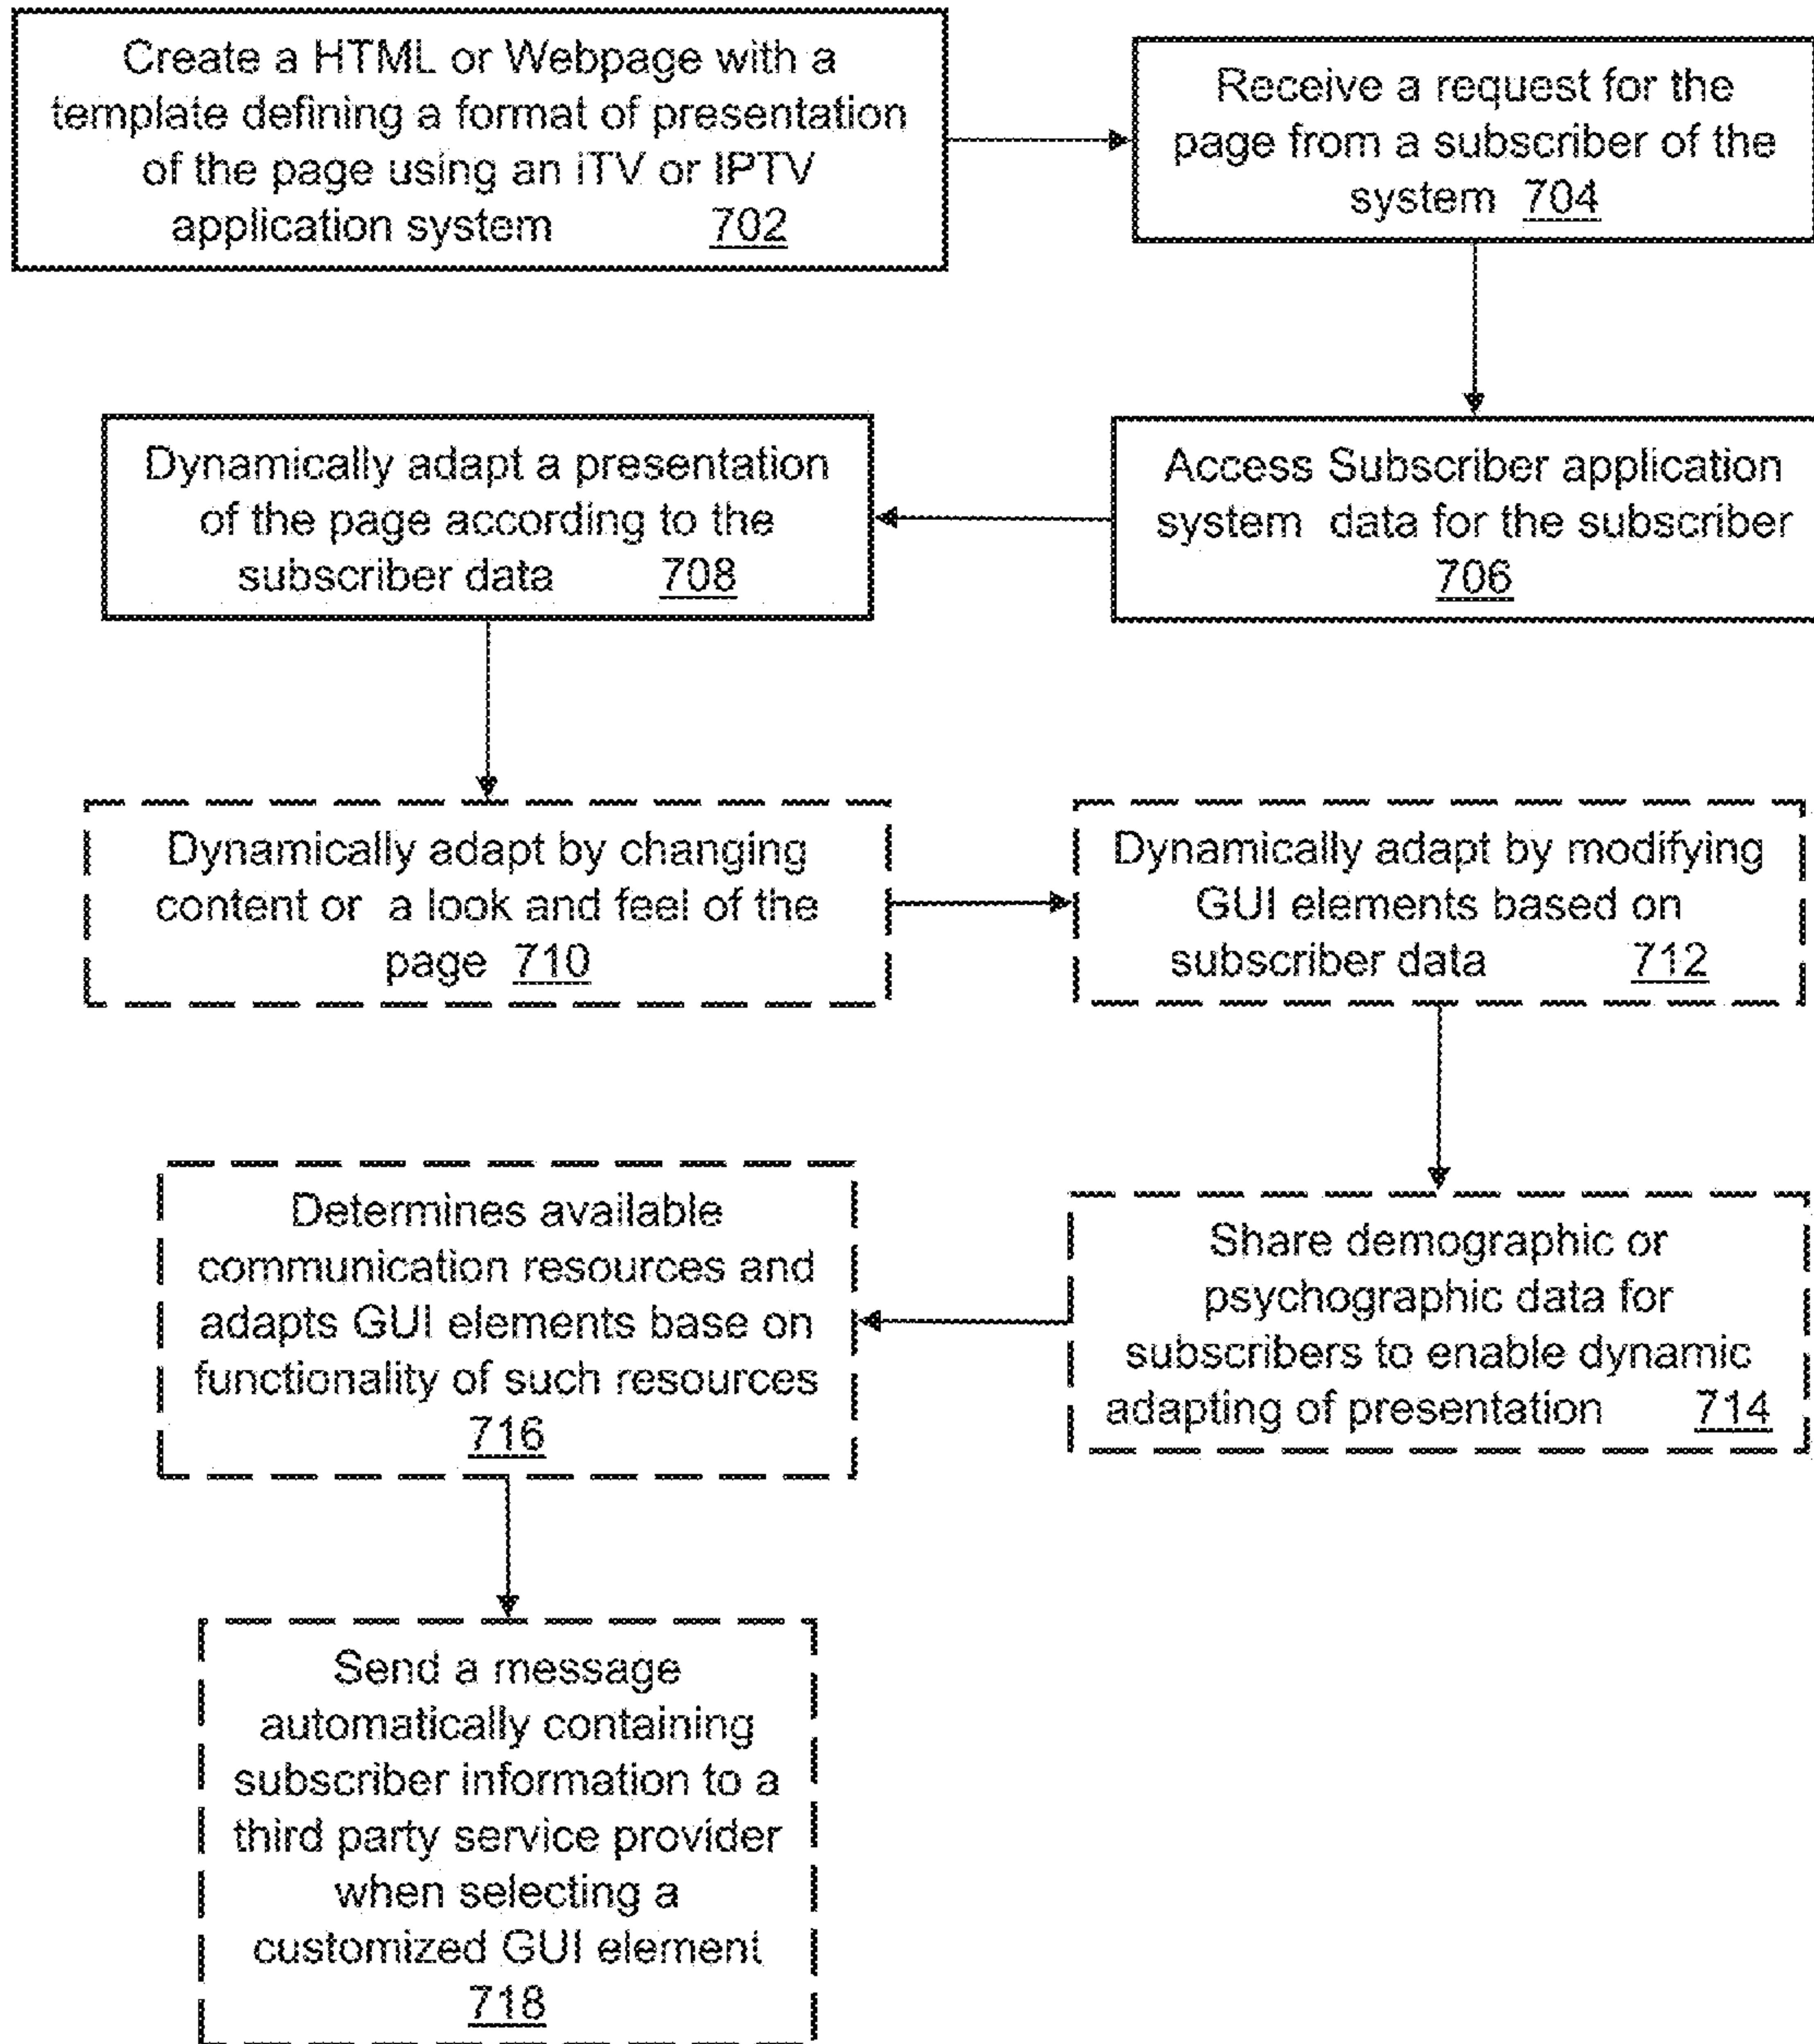 Create a HTML or Webpage with a
template defining a format of presentation
of the page using an iTV or IPTV
application system 702
Receive a request for the
page from a subscriber of the
system 704
Access Subscriber application
system data for the subscriber
706
Dynamically adapt a presentation
of the page according to the
subscriber data 708
Dynamically adapt by changing
content or a look and feel of the
page 710
Dynamically adapt by modifying
GUI elements based on
subscriber data 712
Share demographic or
psychographic data for
subscribers to enable dynamic
adapting of presentation 714
Determines available
communication resources and
adapts GUI elements base on
functionality of such resources
716
Send a message
automatically containing
subscriber information to a
third party service provider
when selecting a
customized GUI element
718